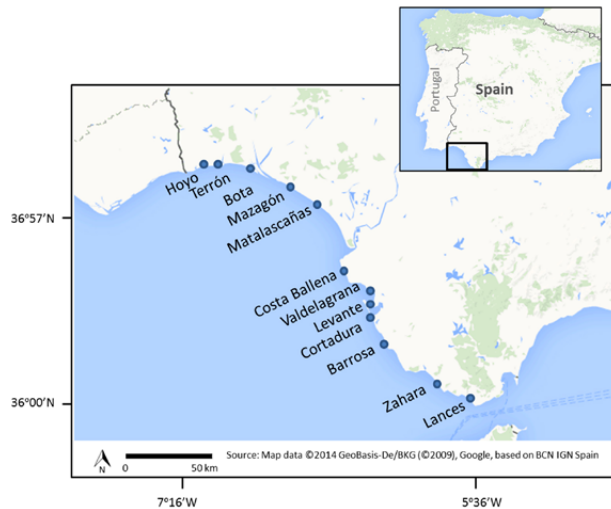 Portugal
Spain
Hoyo
Terrón
Bota
Mazagón
Matalascañas
36°57'N
Costa Ballena
Valdelagrana
Levante
Cortadura
Barrosa
Zahara
Lances
36°00'N
N
0 50 km
Source: Map data ©2014 GeoBasis-De/BKG (©2009), Google, based on BCN IGN Spain
7°16'W
5°36'W